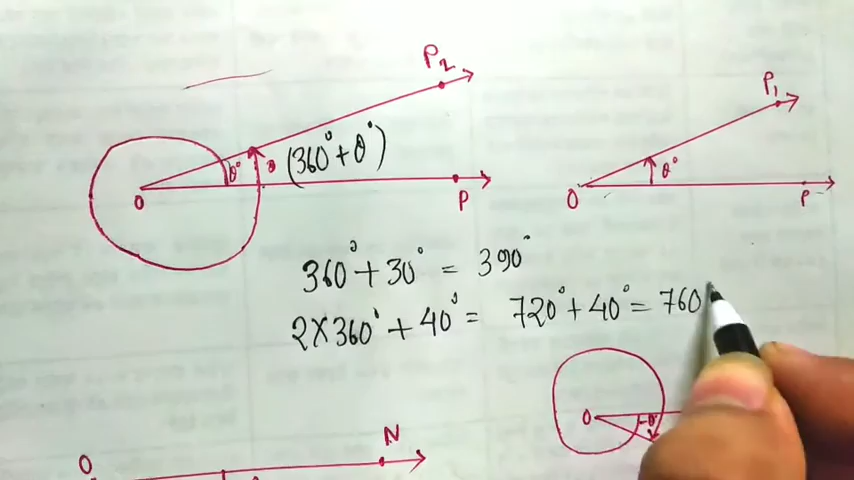 P₂
θ° θ (360° + θ°)
O P
P₁
θ°
O P
360° + 30° = 390°
2×360° + 40° = 720° + 40° = 760
O -θ°
O N